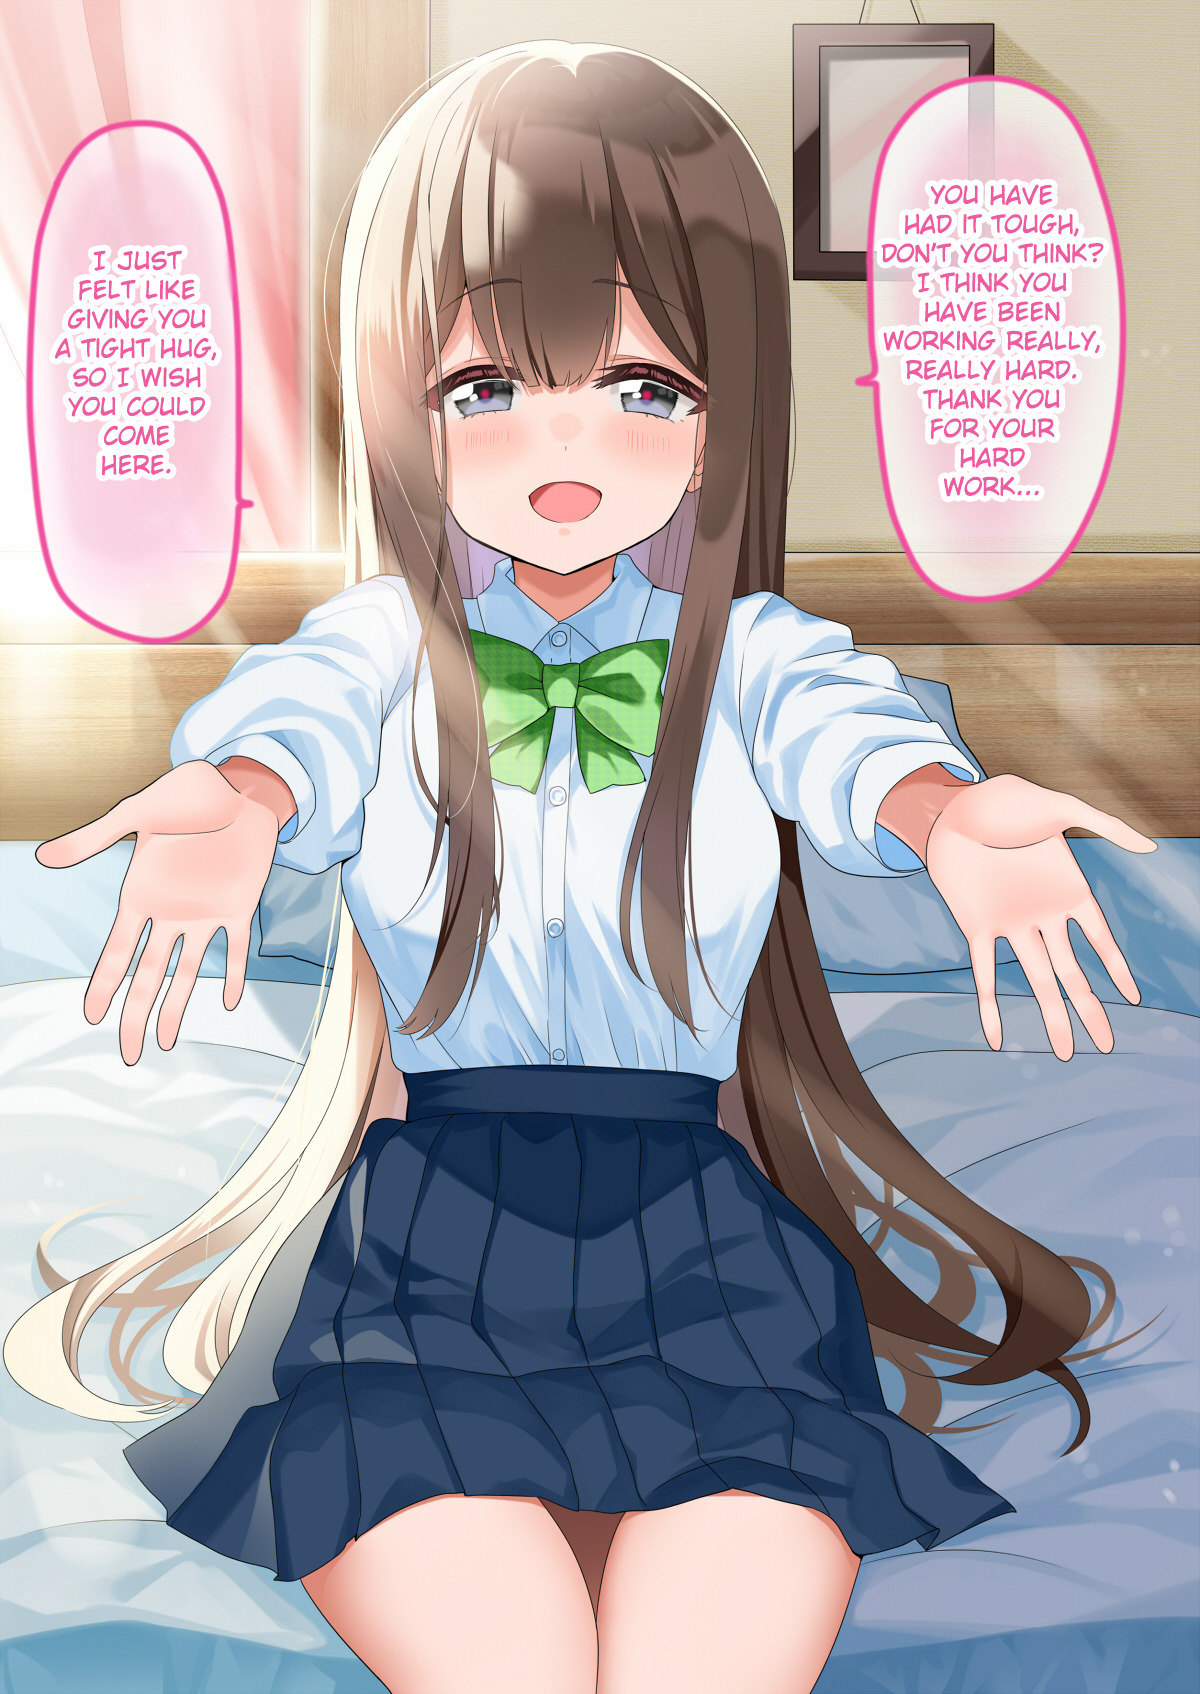 YOU HAVE
HAD IT TOUGH,
DON'T YOU THINK?
I THINK YOU
HAVE BEEN
WORKING REALLY,
REALLY HARD.
THANK YOU
FOR YOUR
HARD
WORK...
I JUST
FELT LIKE
GIVING YOU
A TIGHT HUG,
SO I WISH
YOU COULD
COME
HERE.